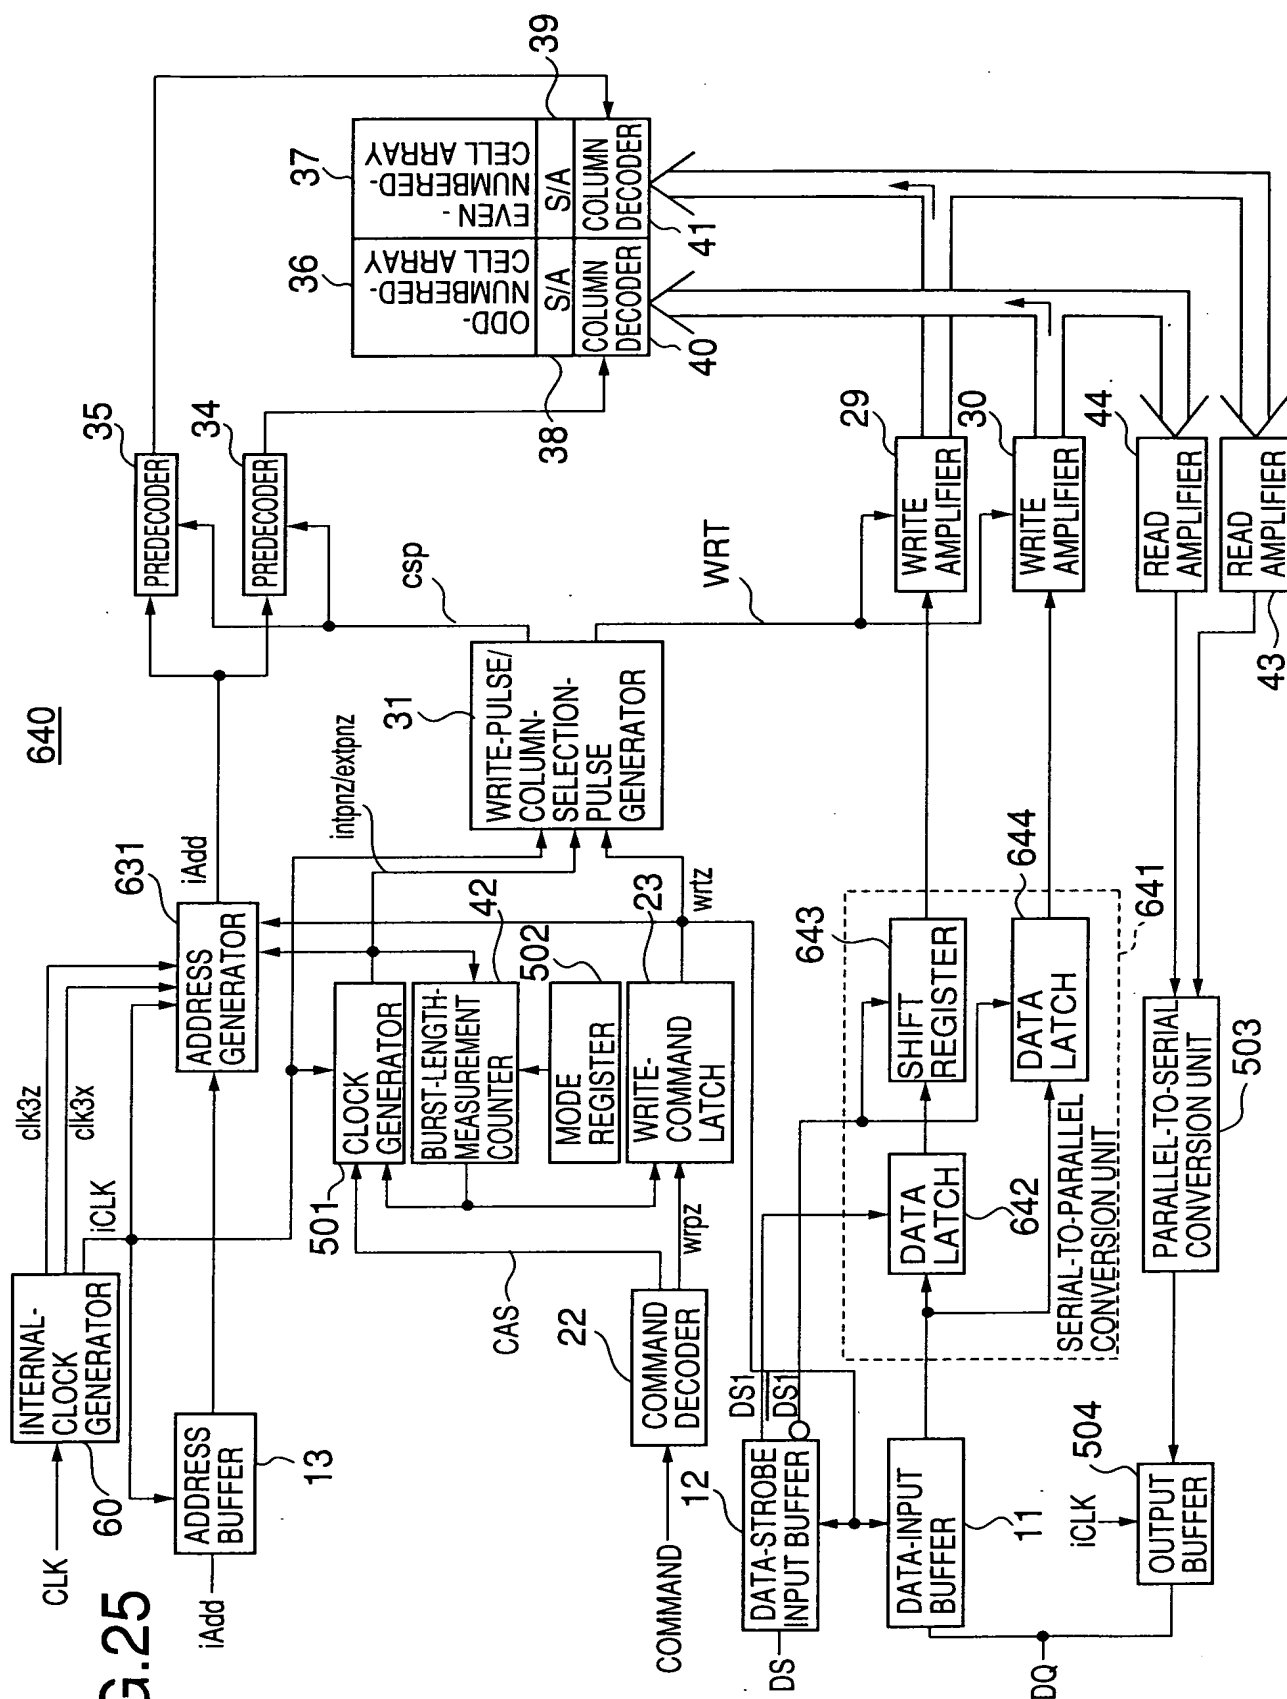 G.25
640
CLK
60
INTERNAL-
CLOCK
GENERATOR
clk3z
clk3x
iCLK
iAdd
ADDRESS
BUFFER
13
ADDRESS
GENERATOR
631
iAdd
PREDECODER
35
PREDECODER
34
ODD-
NUMBERED-
CELL ARRAY
36
EVEN-
NUMBERED-
CELL ARRAY
37
S/A
S/A
38
39
COLUMN
DECODER
COLUMN
DECODER
40
41
501
CLOCK
GENERATOR
BURST-LENGTH-
MEASUREMENT
COUNTER
42
MODE
REGISTER
502
WRITE-
COMMAND
LATCH
23
intpnz/extpnz
wrtz
31
WRITE-PULSE/
COLUMN-
SELECTION-
PULSE
GENERATOR
csp
WRT
COMMAND
22
COMMAND
DECODER
CAS
wrpz
DS
12
DATA-STROBE
INPUT BUFFER
DS1
DS1
DATA-INPUT
BUFFER
11
DQ
DATA
LATCH
642
643
SHIFT
REGISTER
644
DATA
LATCH
SERIAL-TO-PARALLEL
CONVERSION UNIT
641
WRITE
AMPLIFIER
29
WRITE
AMPLIFIER
30
READ
AMPLIFIER
44
READ
AMPLIFIER
43
PARALLEL-TO-SERIAL
CONVERSION UNIT
503
504
iCLK
OUTPUT
BUFFER